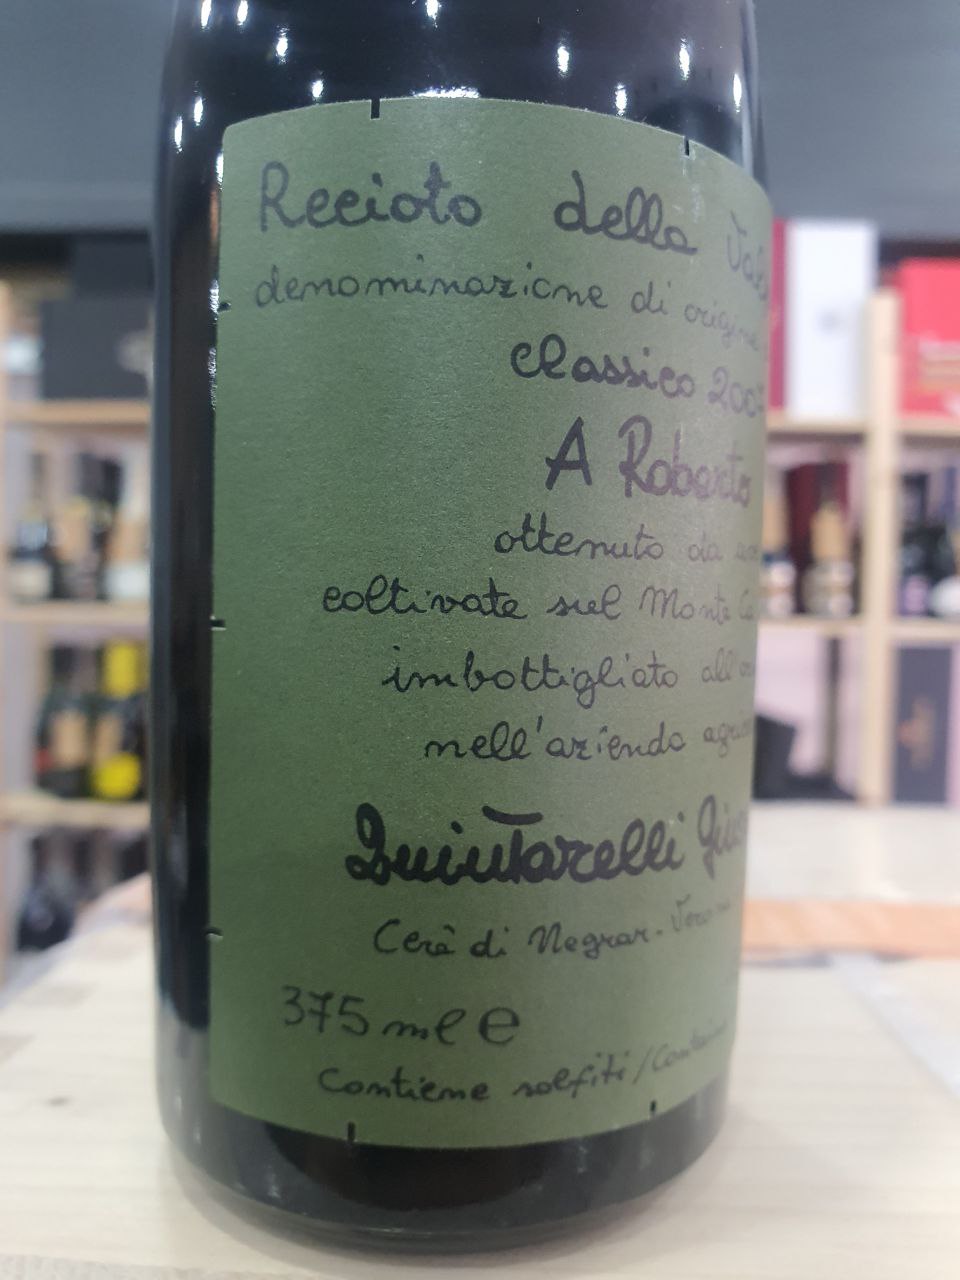 Recioto della
denominazione di origine
classico
A Roberto
ottenuto da
coltivate sul Monte
imbottigliato
nell'azienda
Quintarelli
Cerè di Negrar -
375 ml e
Contiene solfiti /